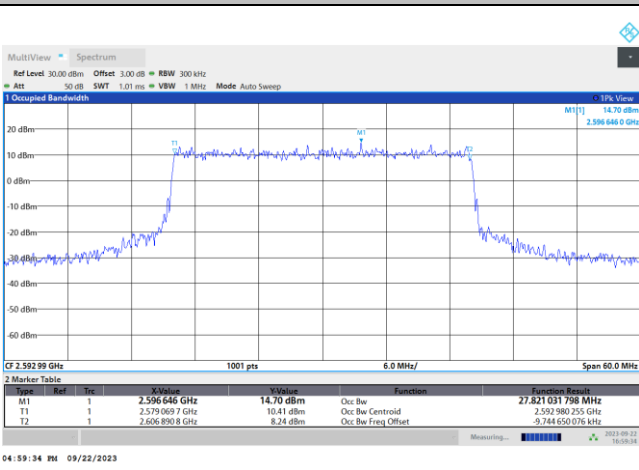 MultiView Spectrum
Ref Level 30.00 dBm Offset 3.00 dB RBW 300 kHz
Att 50 dB SWT 1.01 ms VBW 1 MHz Mode Auto Sweep
1 Occupied Bandwidth 1Pk View
M1[1] 14.70 dBm
2.596 646 0 GHz
20 dBm
M1
T1
T2
10 dBm
0 dBm
-10 dBm
-20 dBm
-30 dBm
-40 dBm
-50 dBm
-60 dBm
CF 2.592 99 GHz 1001 pts 6.0 MHz/ Span 60.0 MHz
2 Marker Table
Type Ref Trc X-Value Y-Value Function Function Result
M1 1 2.596 646 GHz 14.70 dBm Occ Bw 27.821 031 798 MHz
T1 1 2.579 069 7 GHz 10.41 dBm Occ Bw Centroid 2.592 980 255 GHz
T2 1 2.606 890 8 GHz 8.24 dBm Occ Bw Freq Offset -9.744 650 076 kHz
Measuring... 2023-09-22
16:59:34
04:59:34 PM 09/22/2023